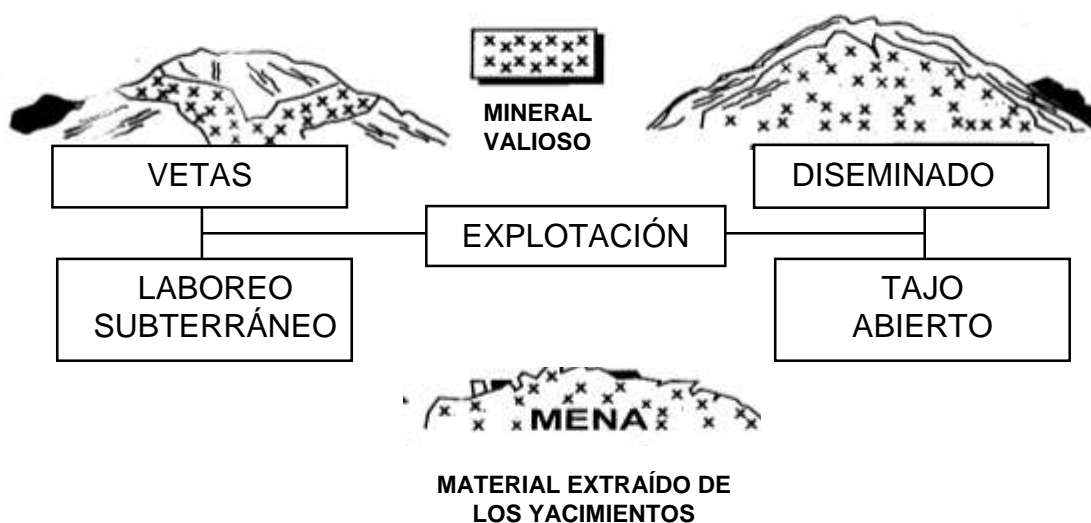 MINERAL
VALIOSO
VETAS
DISEMINADO
EXPLOTACIÓN
LABOREO
SUBTERRÁNEO
TAJO
ABIERTO
MENA
MATERIAL EXTRAÍDO DE
LOS YACIMIENTOS